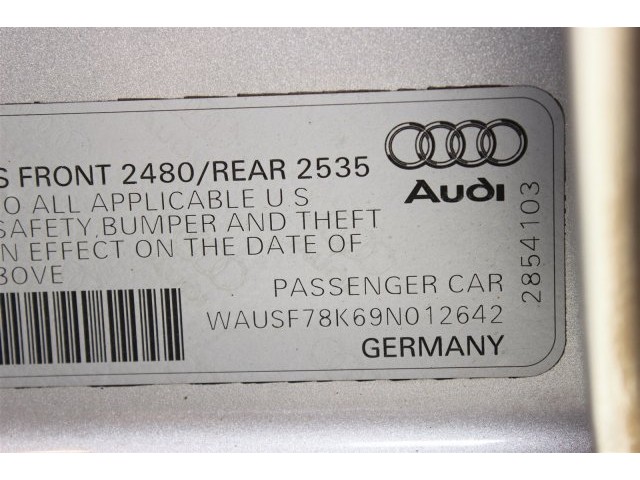 S FRONT 2480/REAR 2535
O ALL APPLICABLE U S
SAFETY, BUMPER AND THEFT
N EFFECT ON THE DATE OF
BOVE
Audi
PASSENGER CAR
WAUSF78K69N012642
GERMANY
2854103